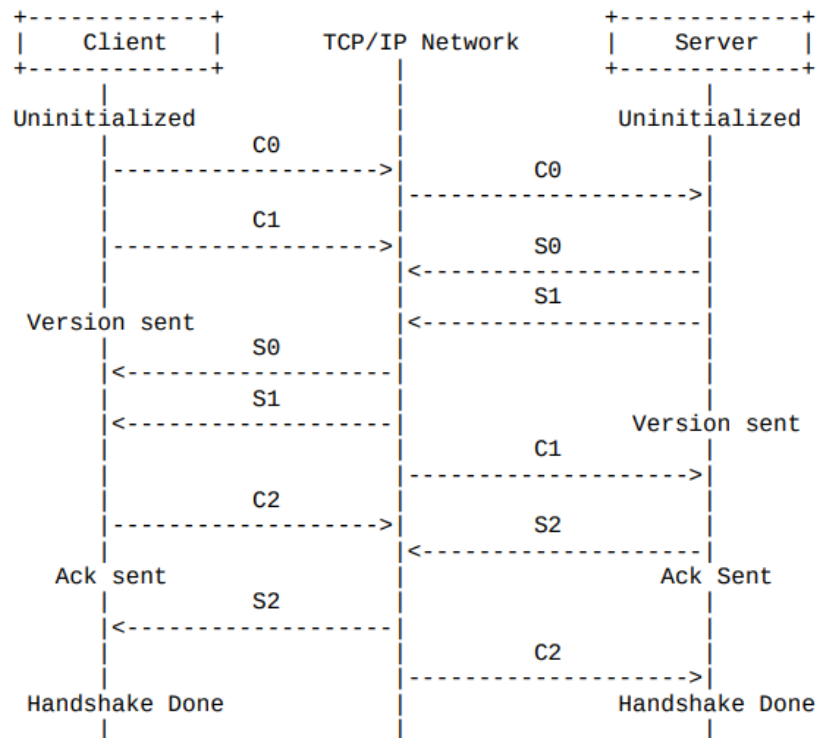 +-------------+ +-------------+
| Client | TCP/IP Network | Server |
+-------------+ | +-------------+
| | |
Uninitialized | Uninitialized
| C0 | |
|------------------->| C0 |
| |-------------------->|
| C1 | |
|------------------->| S0 |
| |<--------------------|
| | S1 |
Version sent |<--------------------|
| S0 | |
|<-------------------| |
| S1 | |
|<-------------------| Version sent
| | C1 |
| |-------------------->|
| C2 | |
|------------------->| S2 |
| |<--------------------|
Ack sent | Ack Sent
| S2 | |
|<-------------------| |
| | C2 |
| |-------------------->|
Handshake Done | Handshake Done
| | |